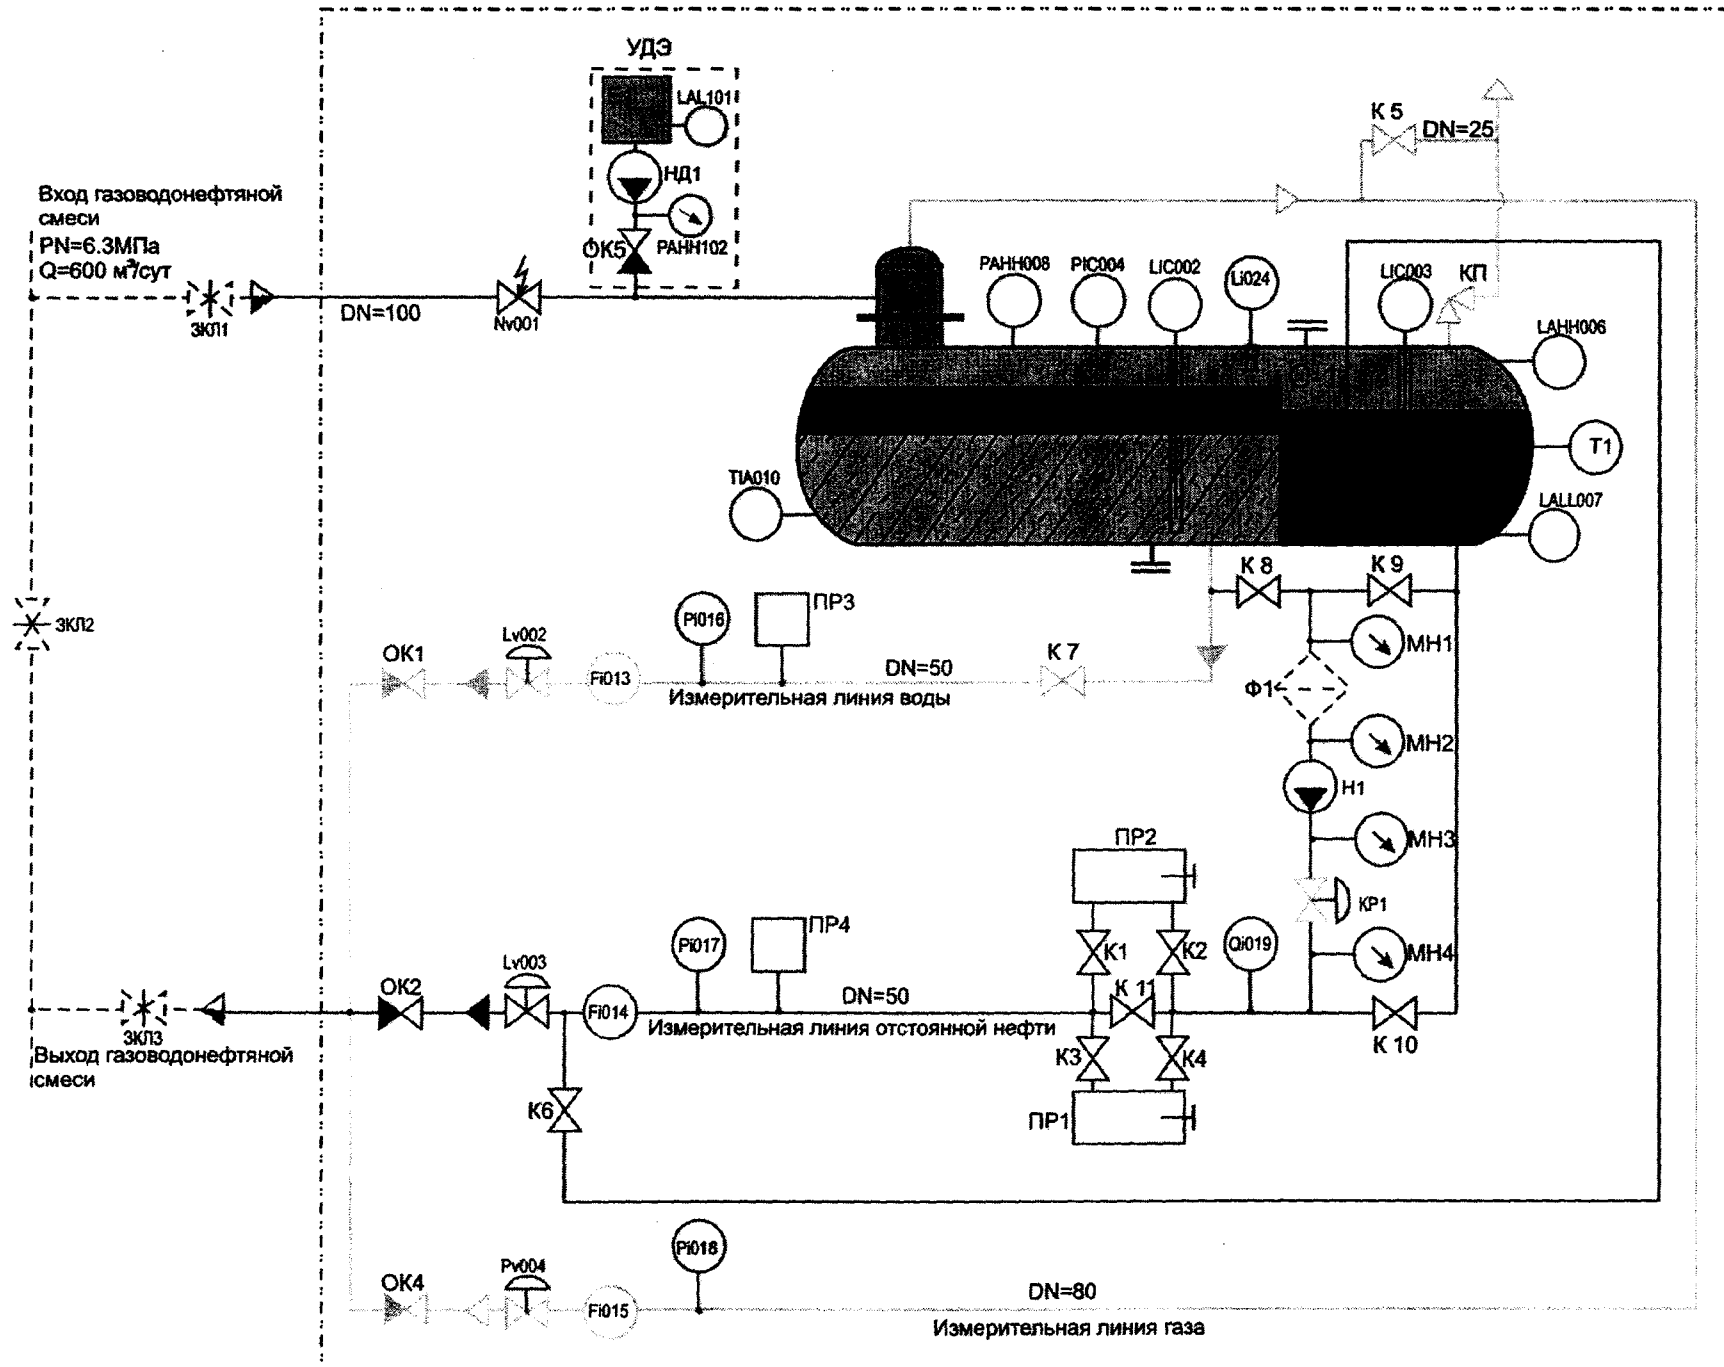 УДЭ
LAL101
НД1
ОК5
PAHH102
Вход газоводонефтяной
смеси
PN=6.3МПа
Q=600 м³/сут
ЗКЛ1
DN=100
Nv001
К 5
DN=25
PAHH008
PIC004
LIC002
Li024
LIC003
КП
LAHH006
T1
TIA010
LALL007
К 8
К 9
ЗКЛ2
ОК1
Lv002
Fi013
Pi016
ПР3
DN=50
К 7
Измерительная линия воды
МН1
Ф1
МН2
Н1
МН3
КР1
МН4
ПР2
К1
К2
Qi019
К 11
К 10
К3
К4
ПР1
ОК2
Lv003
Fi014
Pi017
ПР4
DN=50
Измерительная линия отстоянной нефти
ЗКЛ3
Выход газоводонефтяной
смеси
К6
ОК4
Pv004
Fi015
Pi018
DN=80
Измерительная линия газа